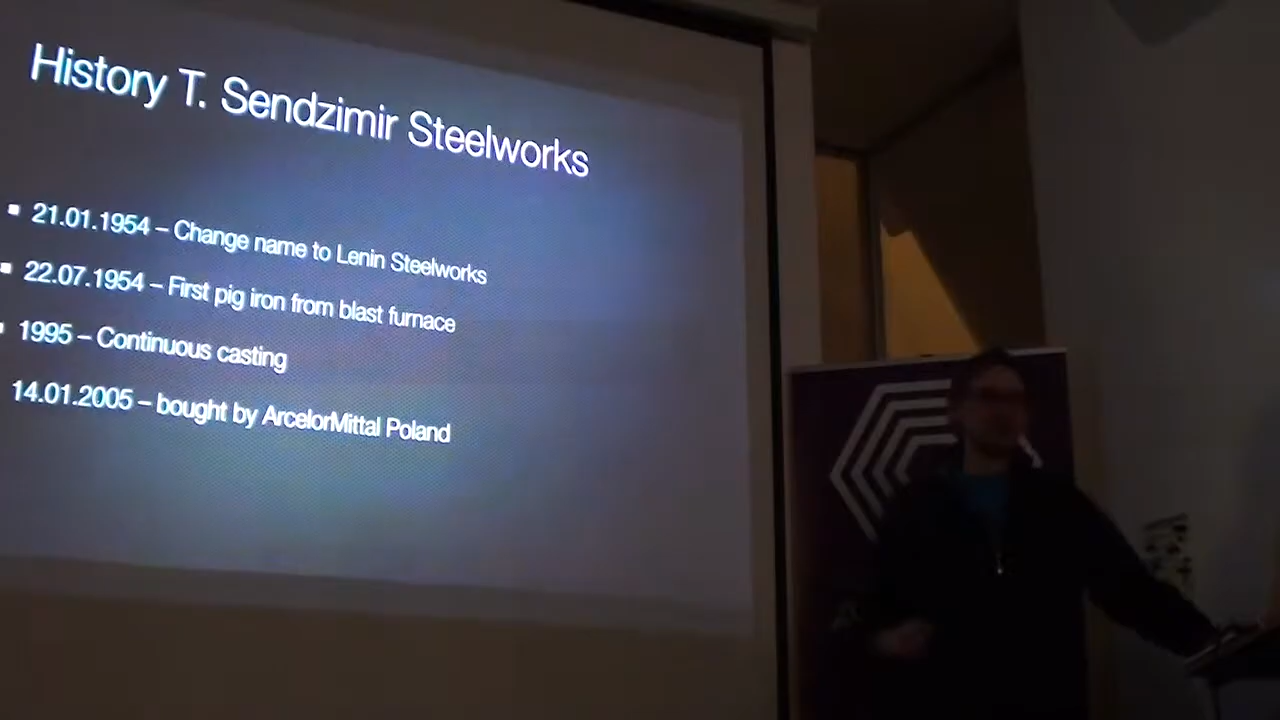 History T. Sendzimir Steelworks
▪ 21.01.1954 – Change name to Lenin Steelworks
▪ 22.07.1954 – First pig iron from blast furnace
▪ 1995 – Continuous casting
14.01.2005 – bought by ArcelorMittal Poland